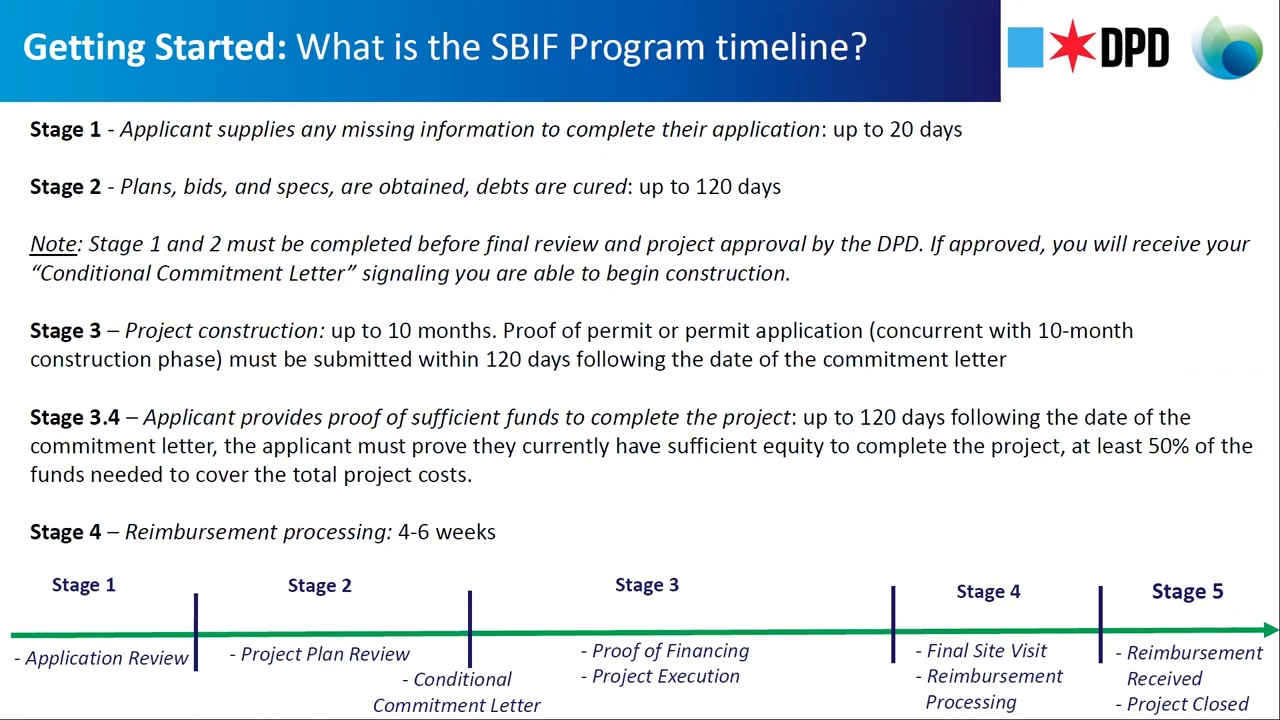 Getting Started: What is the SBIF Program timeline?
DPD
Stage 1 - Applicant supplies any missing information to complete their application: up to 20 days
Stage 2 - Plans, bids, and specs, are obtained, debts are cured: up to 120 days
Note: Stage 1 and 2 must be completed before final review and project approval by the DPD. If approved, you will receive your
“Conditional Commitment Letter” signaling you are able to begin construction.
Stage 3 – Project construction: up to 10 months. Proof of permit or permit application (concurrent with 10-month
construction phase) must be submitted within 120 days following the date of the commitment letter
Stage 3.4 – Applicant provides proof of sufficient funds to complete the project: up to 120 days following the date of the
commitment letter, the applicant must prove they currently have sufficient equity to complete the project, at least 50% of the
funds needed to cover the total project costs.
Stage 4 – Reimbursement processing: 4-6 weeks
Stage 1
- Application Review
Stage 2
- Project Plan Review
- Conditional
Commitment Letter
Stage 3
- Proof of Financing
- Project Execution
Stage 4
- Final Site Visit
- Reimbursement
Processing
Stage 5
- Reimbursement
Received
- Project Closed